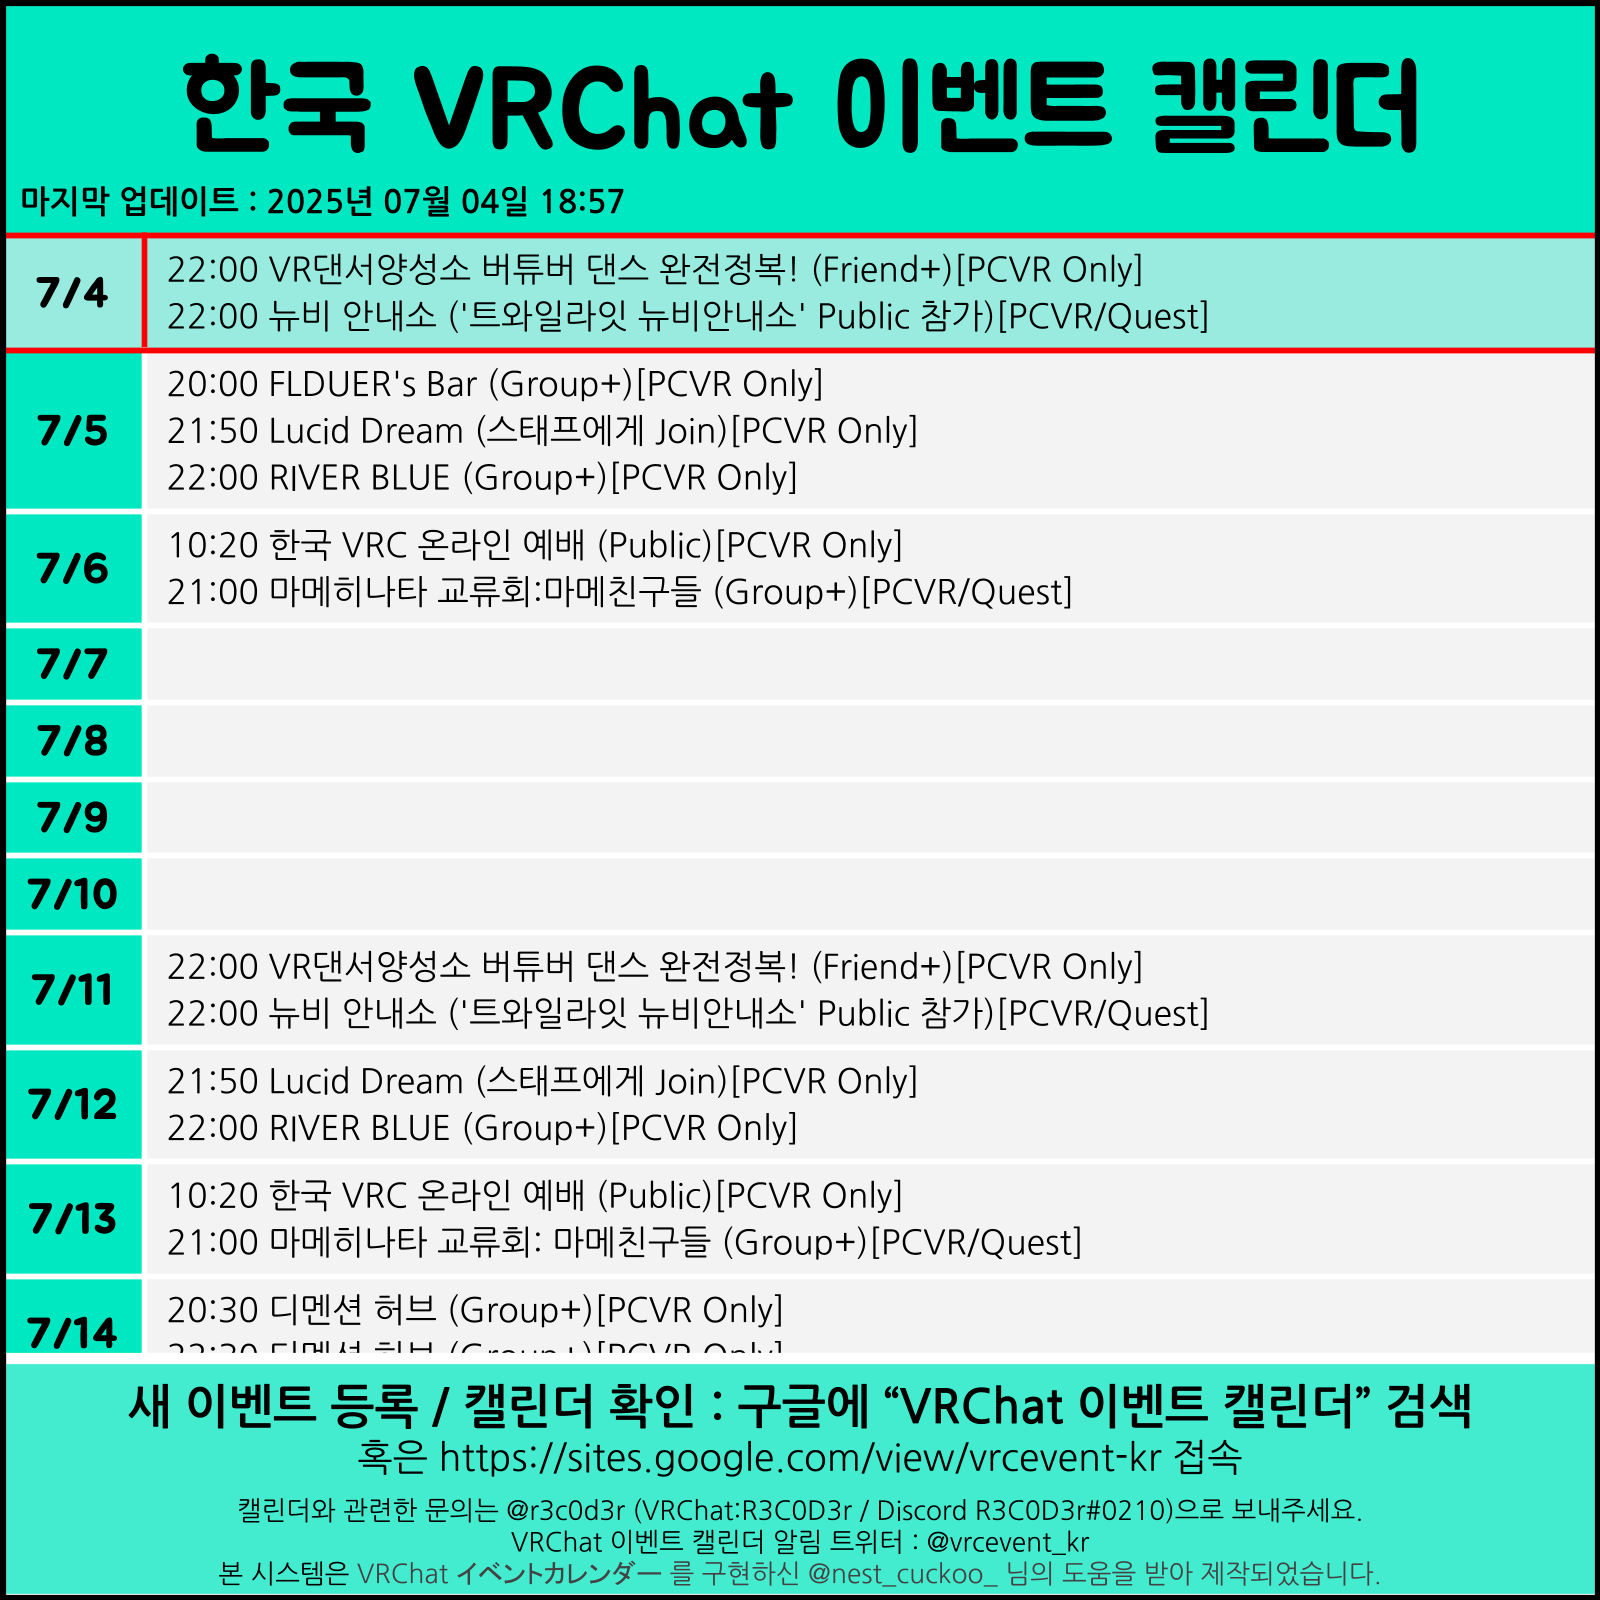 한국 VRChat 이벤트 캘린더
마지막 업데이트 : 2025년 07월 04일 18:57
7/4
22:00 VR댄서양성소 버튜버 댄스 완전정복! (Friend+)[PCVR Only]
22:00 뉴비 안내소 ('트와일라잇 뉴비안내소' Public 참가)[PCVR/Quest]
7/5
20:00 FLDUER's Bar (Group+)[PCVR Only]
21:50 Lucid Dream (스태프에게 Join)[PCVR Only]
22:00 RIVER BLUE (Group+)[PCVR Only]
7/6
10:20 한국 VRC 온라인 예배 (Public)[PCVR Only]
21:00 마메히나타 교류회:마메친구들 (Group+)[PCVR/Quest]
7/7
7/8
7/9
7/10
7/11
22:00 VR댄서양성소 버튜버 댄스 완전정복! (Friend+)[PCVR Only]
22:00 뉴비 안내소 ('트와일라잇 뉴비안내소' Public 참가)[PCVR/Quest]
7/12
21:50 Lucid Dream (스태프에게 Join)[PCVR Only]
22:00 RIVER BLUE (Group+)[PCVR Only]
7/13
10:20 한국 VRC 온라인 예배 (Public)[PCVR Only]
21:00 마메히나타 교류회: 마메친구들 (Group+)[PCVR/Quest]
7/14
20:30 디멘션 허브 (Group+)[PCVR Only]
디멘션 허브 (Group+)[PCVR Only]
새 이벤트 등록 / 캘린더 확인 : 구글에 “VRChat 이벤트 캘린더” 검색
혹은 https://sites.google.com/view/vrcevent-kr 접속
캘린더와 관련한 문의는 @r3c0d3r (VRChat:R3C0D3r / Discord R3C0D3r#0210)으로 보내주세요.
VRChat 이벤트 캘린더 알림 트위터 : @vrcevent_kr
본 시스템은 VRChat イベントカレンダー 를 구현하신 @nest_cuckoo_ 님의 도움을 받아 제작되었습니다.